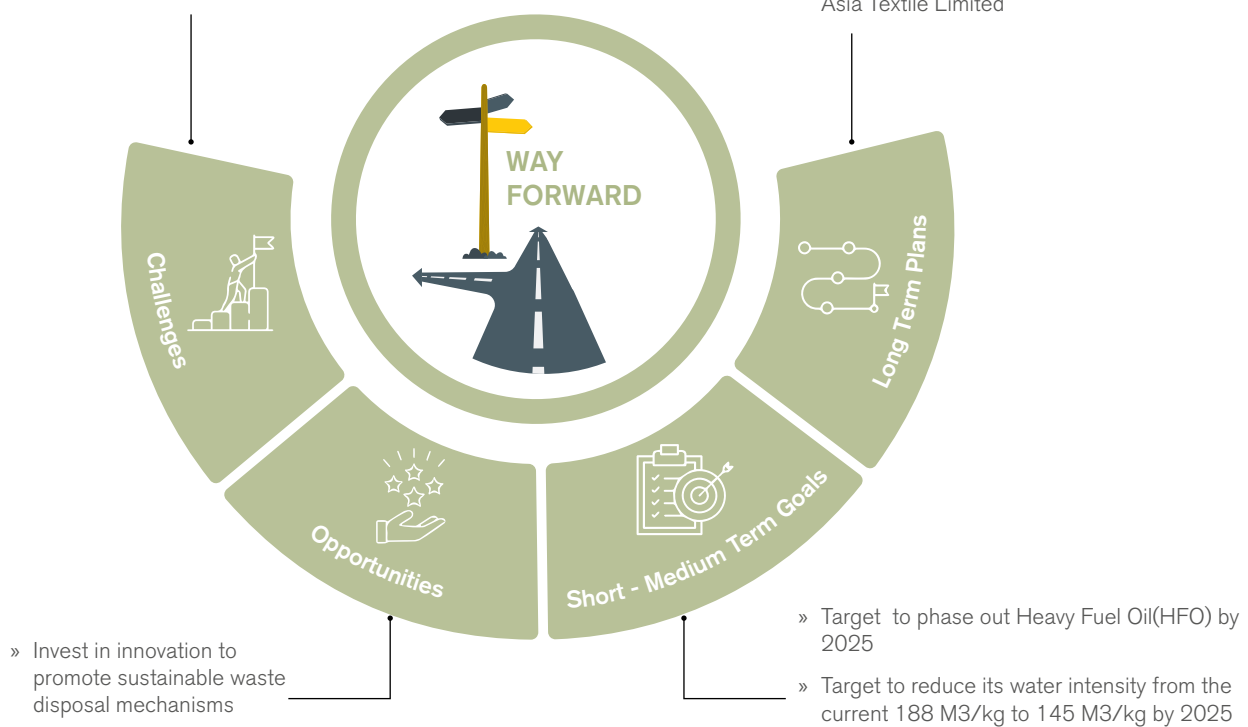 Asia Textile Limited
WAY
FORWARD
Challenges
Long Term Plans
Opportunities
Short - Medium Term Goals
» Invest in innovation to
promote sustainable waste
disposal mechanisms
» Target to phase out Heavy Fuel Oil(HFO) by
2025
» Target to reduce its water intensity from the
current 188 M3/kg to 145 M3/kg by 2025